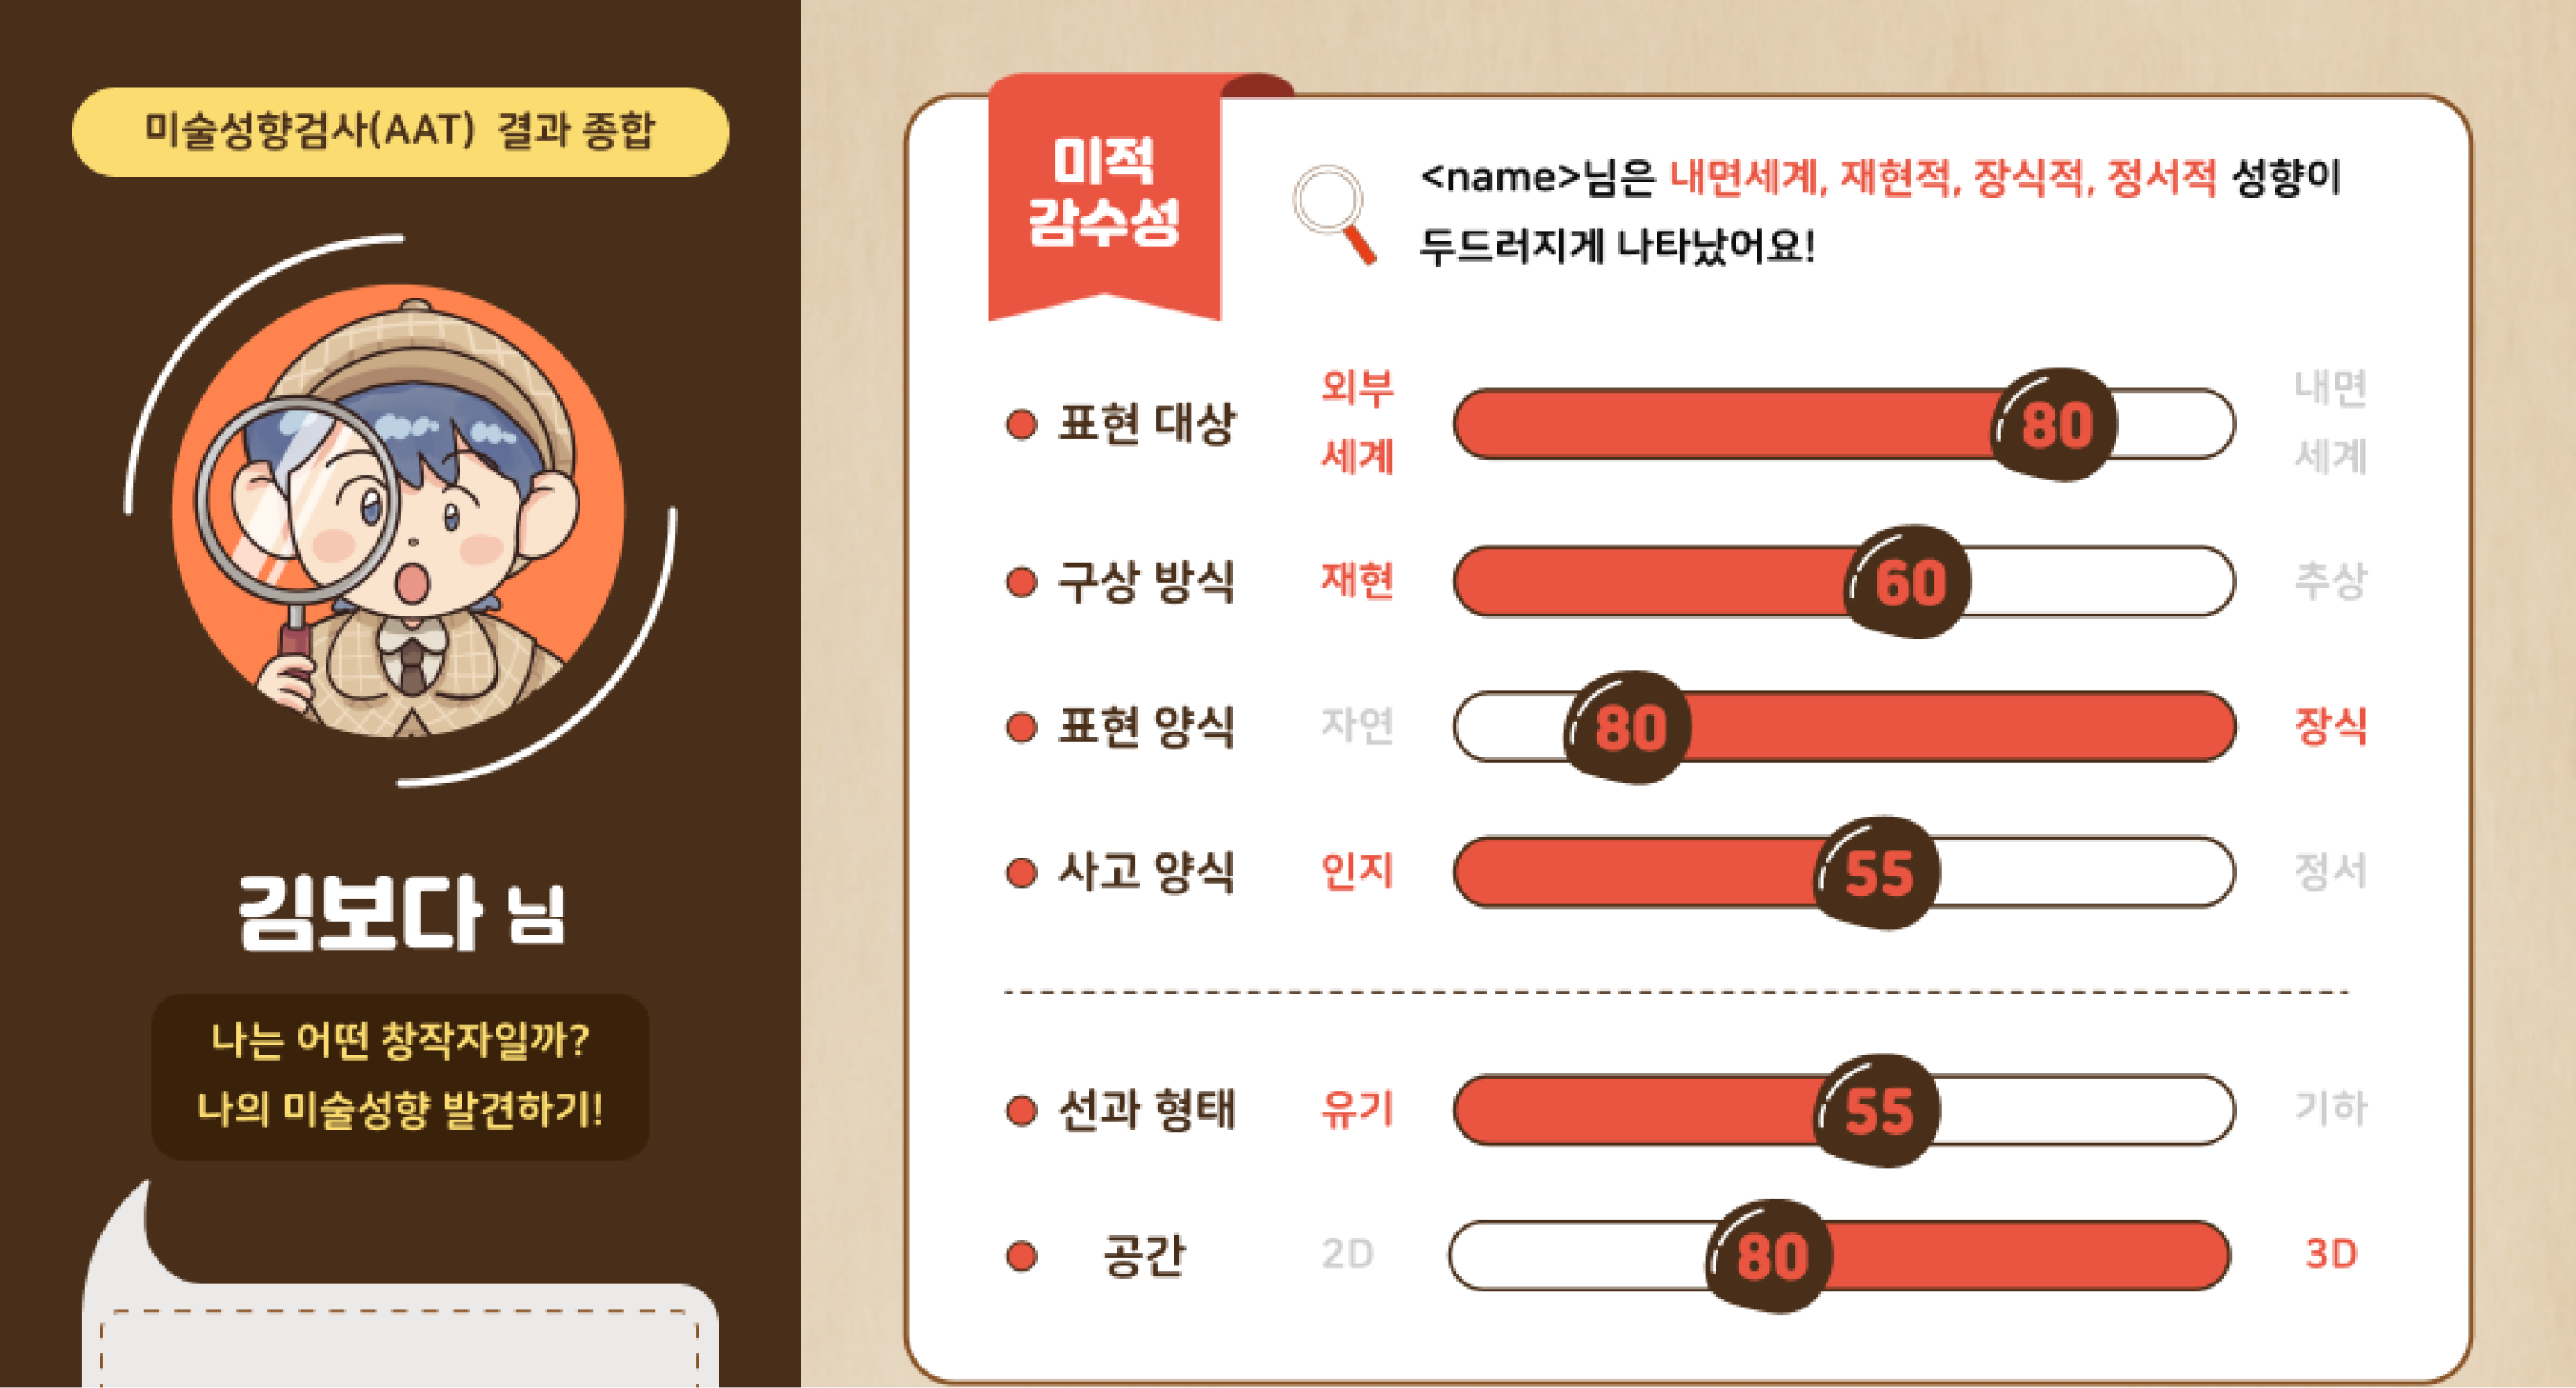 미술성향검사(AAT) 결과 종합
김보다 님
나는 어떤 창작자일까?
나의 미술성향 발견하기!
미적
감수성
<name>님은 내면세계, 재현적, 장식적, 정서적 성향이
두드러지게 나타났어요!
표현 대상 외부 세계 80 내면 세계
구상 방식 재현 60 추상
표현 양식 자연 80 장식
사고 양식 인지 55 정서
선과 형태 유기 55 기하
공간 2D 80 3D